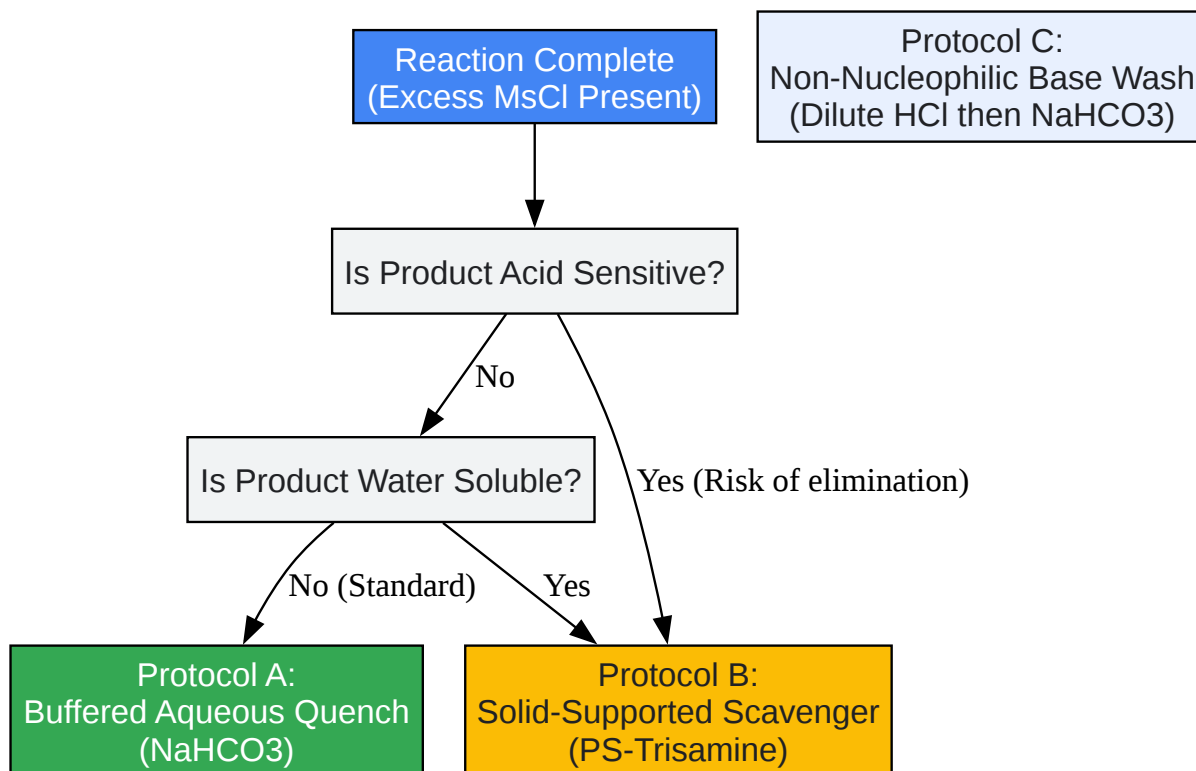 Reaction Complete
(Excess MsCl Present)
Protocol C:
Non-Nucleophilic Base Wash
(Dilute HCl then NaHCO3)
Is Product Acid Sensitive?
No
Is Product Water Soluble?
Yes (Risk of elimination)
No (Standard)
Yes
Protocol A:
Buffered Aqueous Quench
(NaHCO3)
Protocol B:
Solid-Supported Scavenger
(PS-Trisamine)